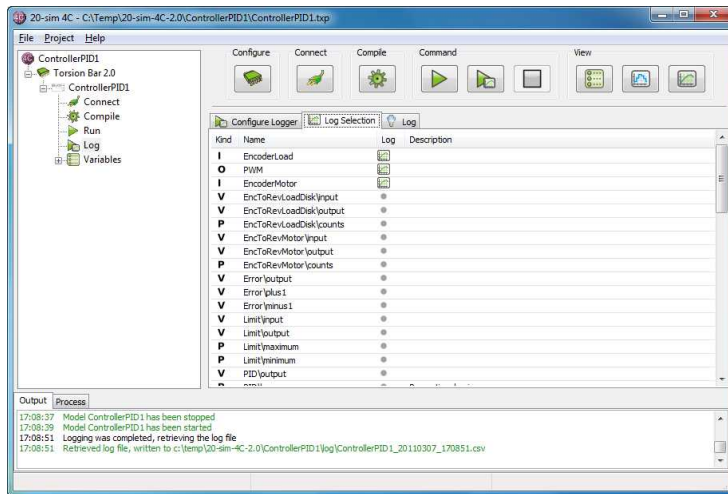 20-sim 4C - C:\Temp\20-sim-4C-2.0\ControllerPID1\ControllerPID1.txp
File Project Help
ControllerPID1
Torsion Bar 2.0
ControllerPID1
Connect
Compile
Run
Log
Variables
Configure Connect Compile Command View
Configure Logger Log Selection Log
Kind Name Log Description
I EncoderLoad
O PWM
I EncoderMotor
V EncToRevLoadDisk\input
V EncToRevLoadDisk\output
P EncToRevLoadDisk\counts
V EncToRevMotor\input
V EncToRevMotor\output
P EncToRevMotor\counts
V Error\output
V Error\plus1
V Error\minus1
V Limit\input
V Limit\output
P Limit\maximum
P Limit\minimum
V PID\output
Output Process
17:08:37 Model ControllerPID1 has been stopped
17:08:39 Model ControllerPID1 has been started
17:08:51 Logging was completed, retrieving the log file
17:08:51 Retrieved log file, written to c:\temp\20-sim-4C-2.0\ControllerPID1\log\ControllerPID1_20110307_170851.csv